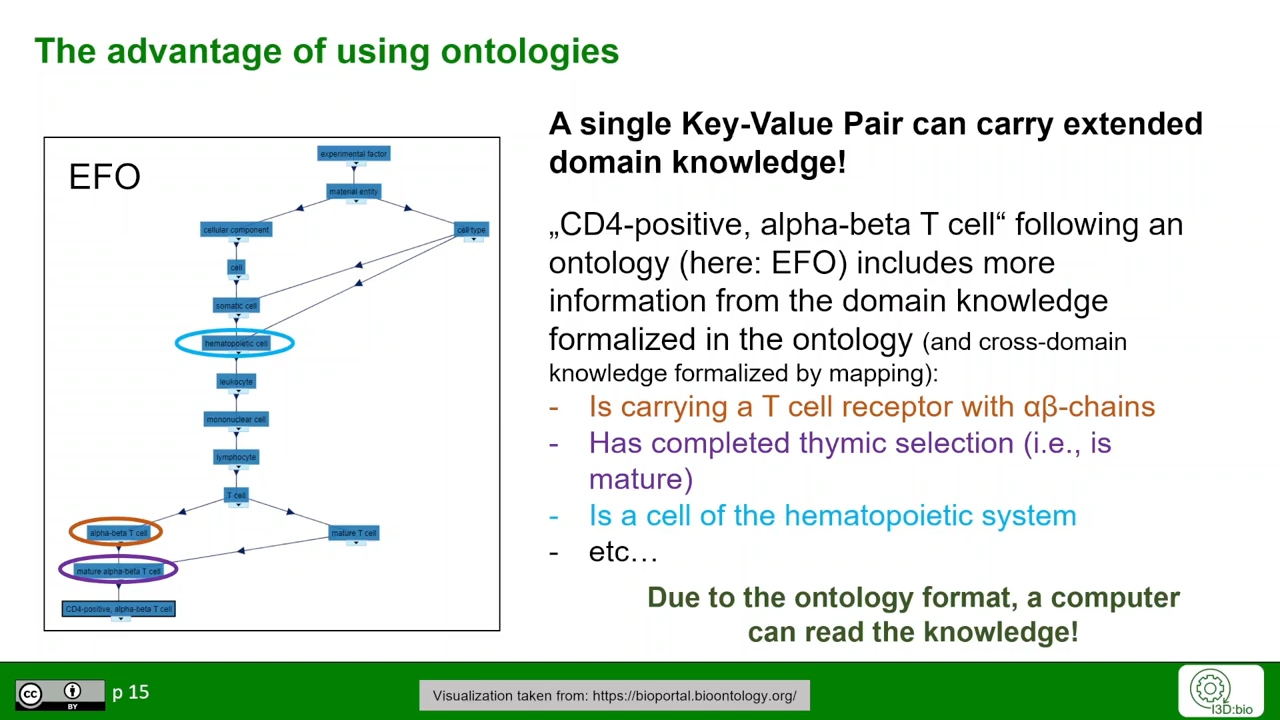 The advantage of using ontologies
EFO
experimental factor
material entity
cellular component
cell type
cell
somatic cell
hematopoietic cell
leukocyte
mononuclear cell
lymphocyte
T cell
alpha-beta T cell
mature T cell
mature alpha-beta T cell
CD4-positive, alpha-beta T cell
A single Key-Value Pair can carry extended
domain knowledge!
„CD4-positive, alpha-beta T cell“ following an
ontology (here: EFO) includes more
information from the domain knowledge
formalized in the ontology (and cross-domain
knowledge formalized by mapping):
- Is carrying a T cell receptor with αβ-chains
- Has completed thymic selection (i.e., is
mature)
- Is a cell of the hematopoietic system
- etc…
Due to the ontology format, a computer
can read the knowledge!
cc
BY
p 15
Visualization taken from: https://bioportal.bioontology.org/
I3D:bio